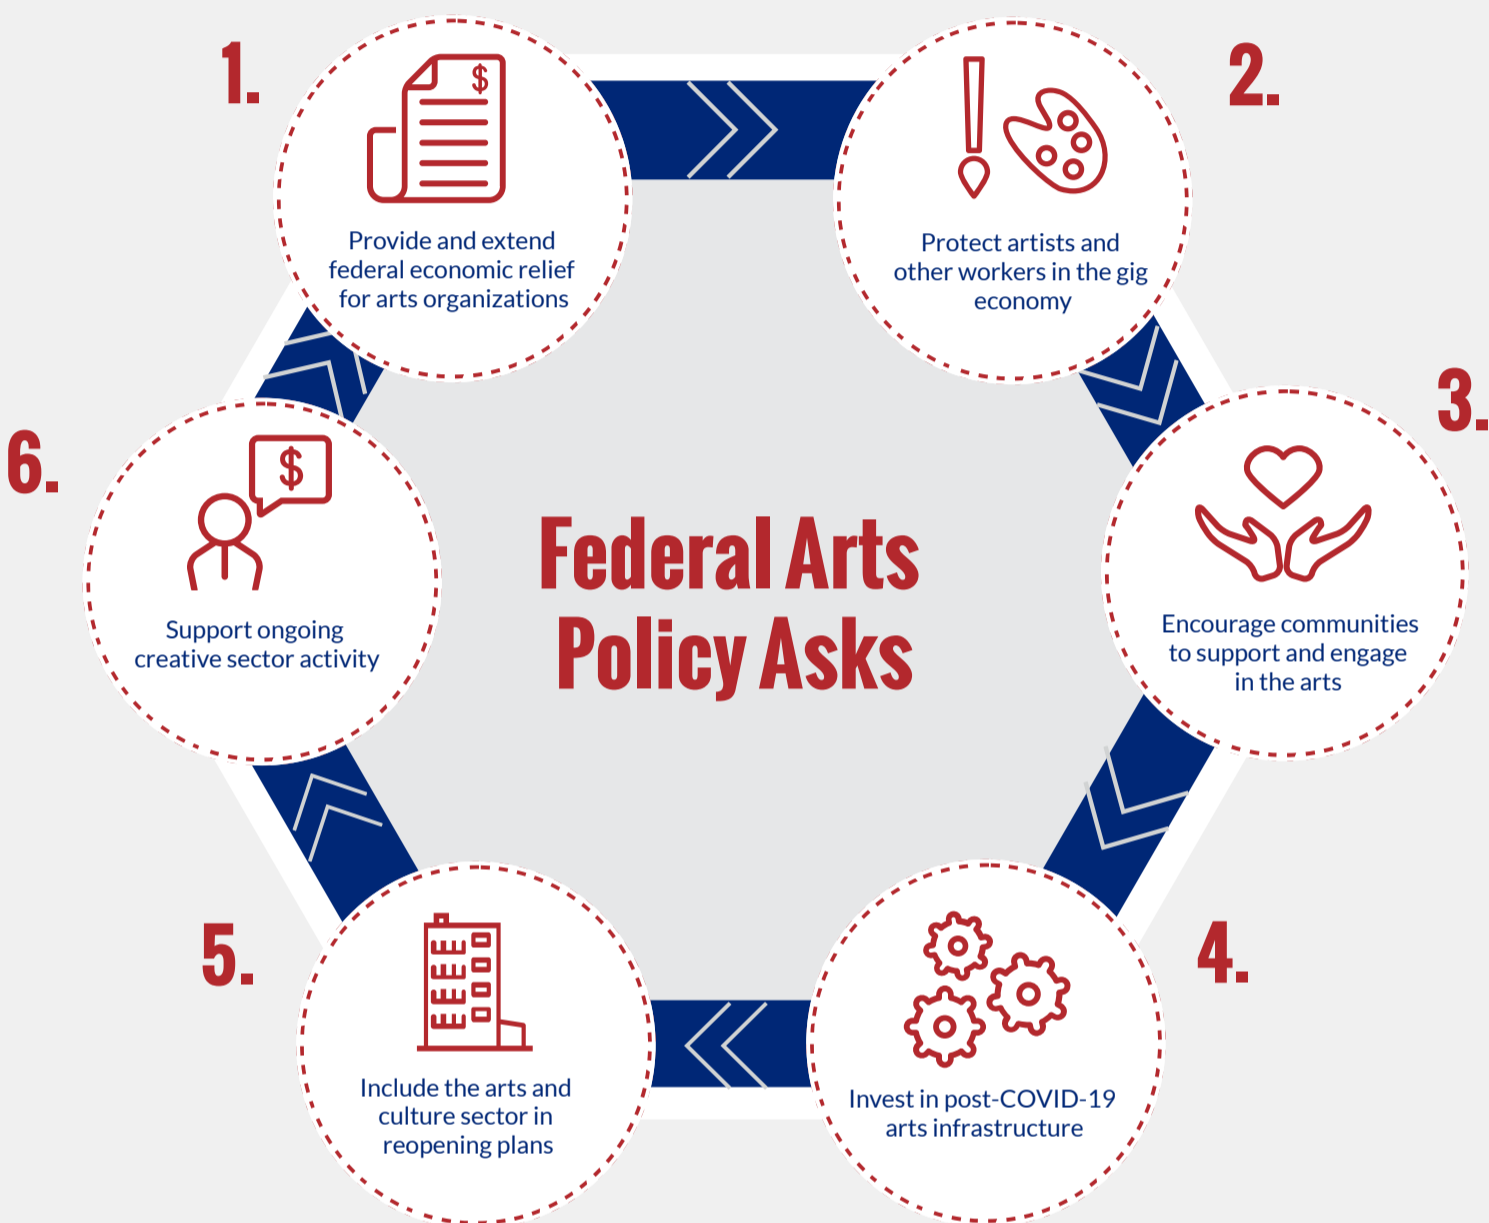 1.
$
Provide and extend
federal economic relief
for arts organizations
2.
Protect artists and
other workers in the gig
economy
3.
Encourage communities
to support and engage
in the arts
4.
Invest in post-COVID-19
arts infrastructure
5.
Include the arts and
culture sector in
reopening plans
6.
$
Support ongoing
creative sector activity
Federal Arts
Policy Asks